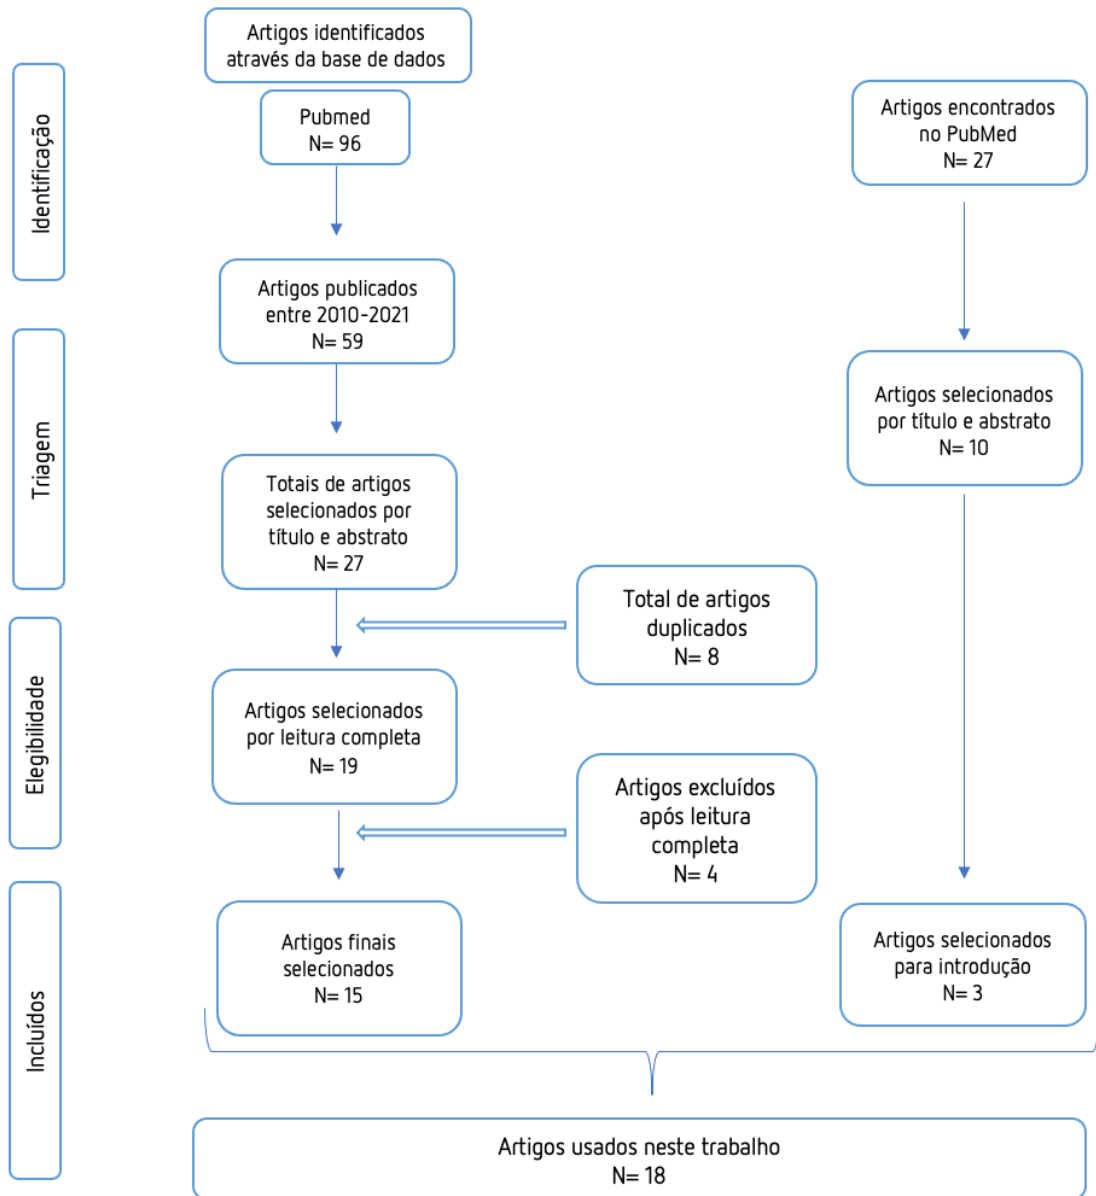 Artigos identificados
através da base de dados
Pubmed
N= 96
Artigos encontrados
no PubMed
N= 27
Identificação
Artigos publicados
entre 2010-2021
N= 59
Artigos selecionados
por título e abstrato
N= 10
Triagem
Totais de artigos
selecionados por
título e abstrato
N= 27
Total de artigos
duplicados
N= 8
Elegibilidade
Artigos selecionados
por leitura completa
N= 19
Artigos excluídos
após leitura
completa
N= 4
Artigos finais
selecionados
N= 15
Artigos selecionados
para introdução
N= 3
Incluídos
Artigos usados neste trabalho
N= 18